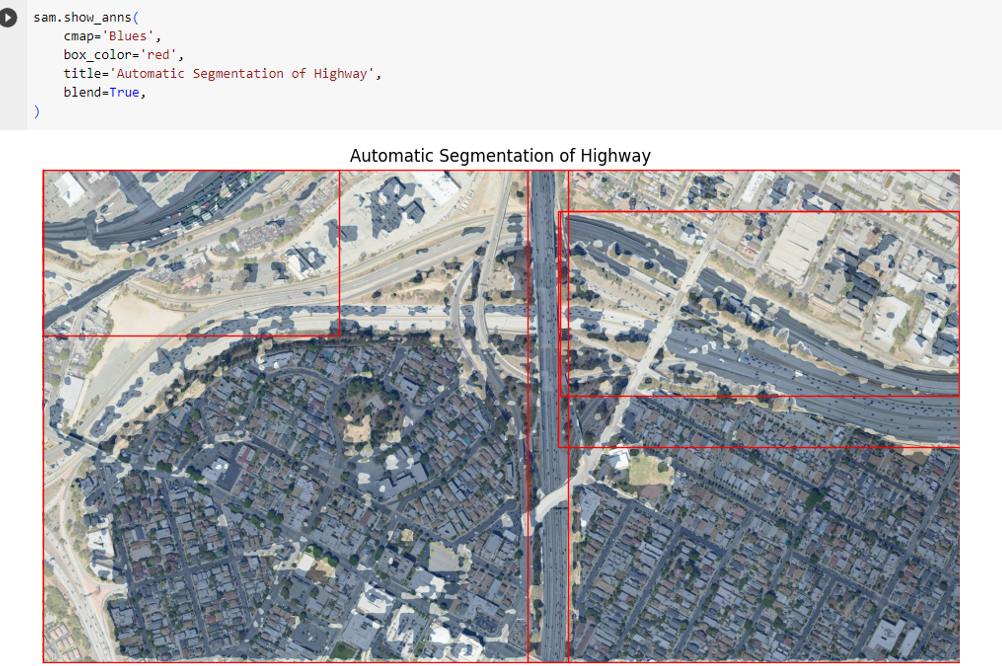 sam.show_anns(
    cmap='Blues',
    box_color='red',
    title='Automatic Segmentation of Highway',
    blend=True,
)
Automatic Segmentation of Highway